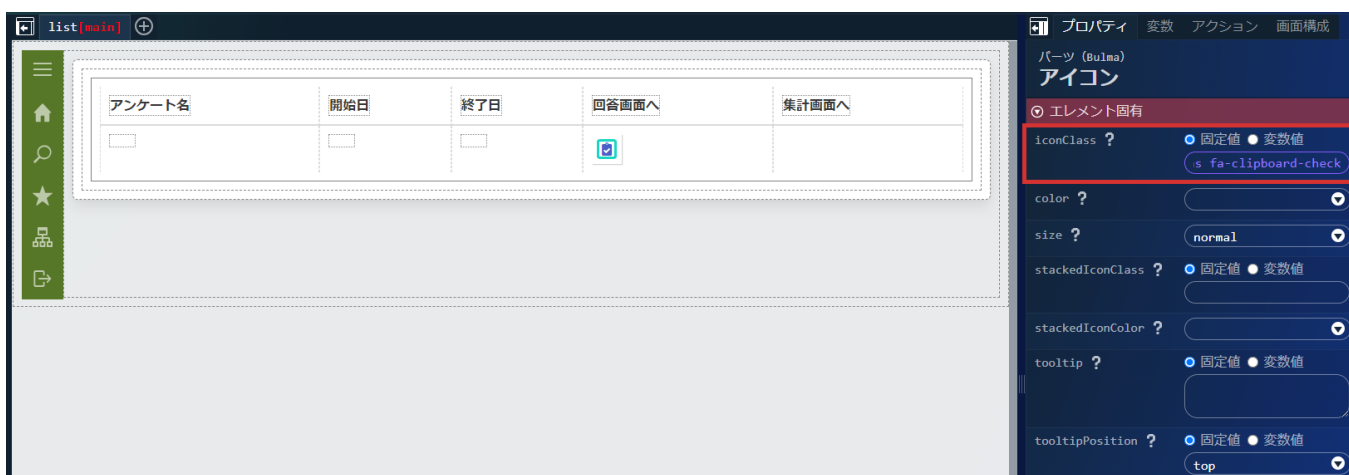 list[main]
アンケート名 開始日 終了日 回答画面へ 集計画面へ
プロパティ 変数 アクション 画面構成
パーツ (Bulma)
アイコン
エレメント固有
iconClass ? 固定値 変数値
s fa-clipboard-check
color ?
size ? normal
stackedIconClass ? 固定値 変数値
stackedIconColor ?
tooltip ? 固定値 変数値
tooltipPosition ? 固定値 変数値
top